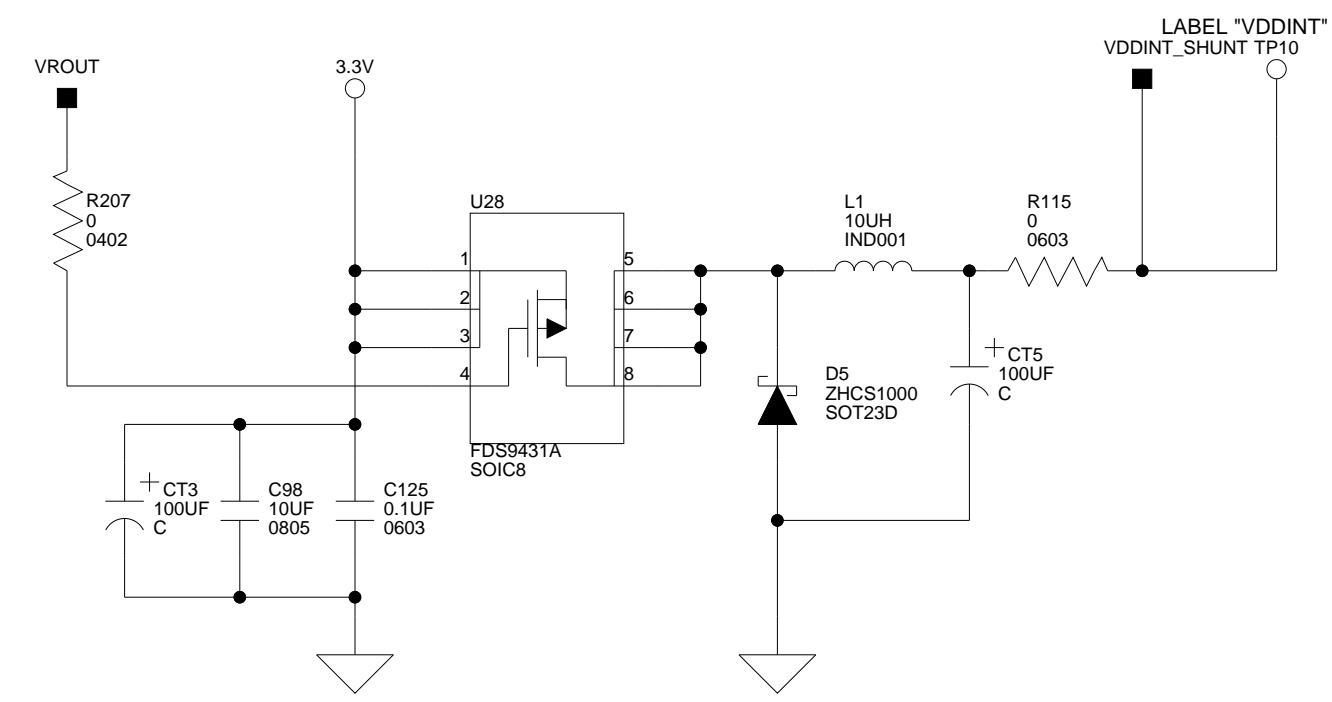 LABEL "VDDINT"
VDDINT_SHUNT TP10
VROUT
3.3V
R207
0
0402
U28
1
2
3
4
5
6
7
8
FDS9431A
SOIC8
L1
10UH
IND001
R115
0
0603
D5
ZHCS1000
SOT23D
+ CT5
100UF
C
+ CT3
100UF
C
C98
10UF
0805
C125
0.1UF
0603